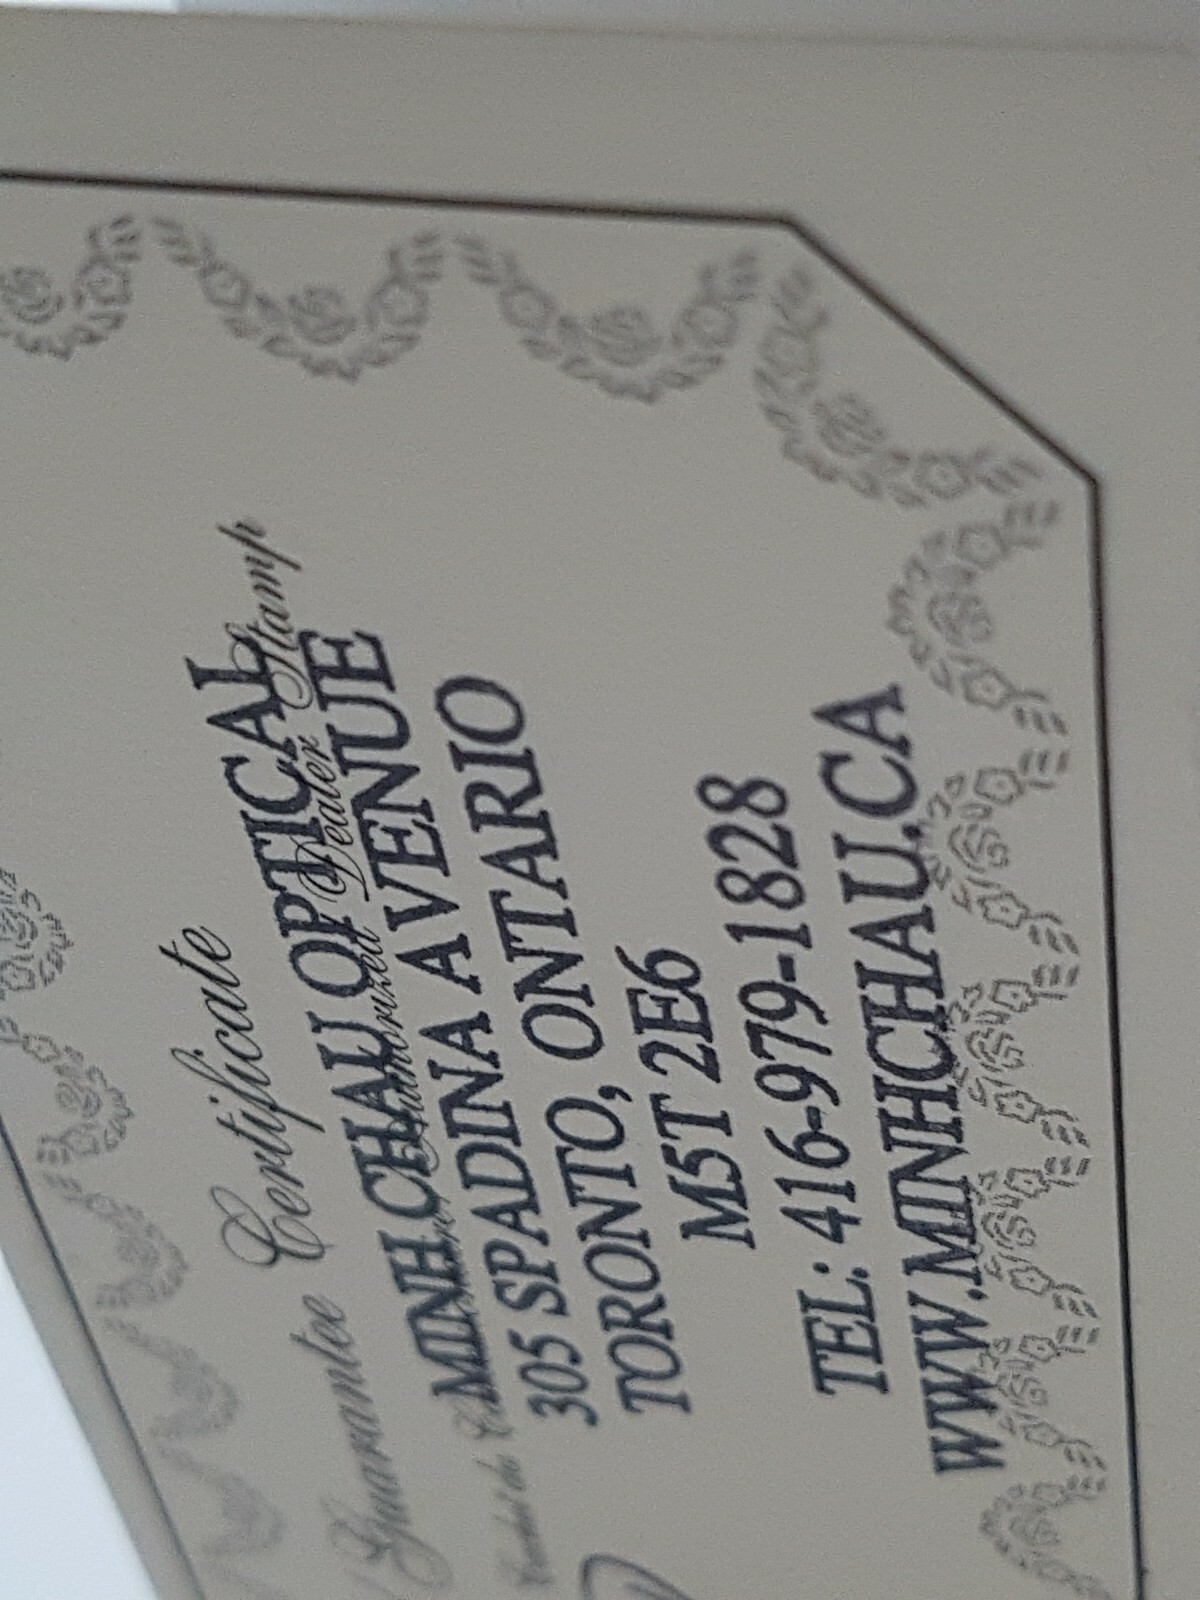 Guarantee Certificate
Authorized Dealer Stamp
MINH CHAU OPTICAL
305 SPADINA AVENUE
TORONTO, ONTARIO
M5T 2E6
TEL: 416-979-1828
WWW.MINHCHAU.CA